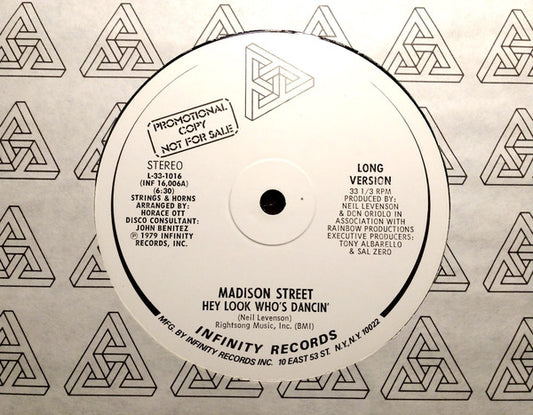 PROMOTIONAL
COPY
NOT FOR SALE
STEREO
L-33-1016
(INF 16,006A)
(6:30)
STRINGS & HORNS
ARRANGED BY:
HORACE OTT
DISCO CONSULTANT:
JOHN BENITEZ
℗ 1979 INFINITY
RECORDS, INC.
LONG
VERSION
33 1/3 RPM
PRODUCED BY:
NEIL LEVENSON
& DON ORIOLO IN
ASSOCIATION WITH
RAINBOW PRODUCTIONS
EXECUTIVE PRODUCERS:
TONY ALBARELLO
& SAL ZERO
MADISON STREET
HEY LOOK WHO'S DANCIN'
(Neil Levenson)
Rightsong Music, Inc. (BMI)
INFINITY RECORDS
MFG. BY INFINITY RECORDS INC. 10 EAST 53 ST. N.Y., N.Y. 10022